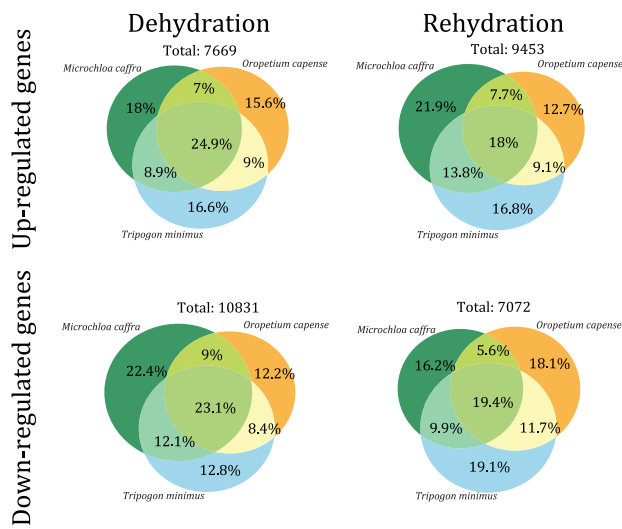 Dehydration
Rehydration
Up-regulated genes
Total: 7669
Microchloa caffra
Oropetium capense
7%
18%
15.6%
24.9%
8.9%
9%
16.6%
Tripogon minimus
Total: 9453
Microchloa caffra
Oropetium capense
7.7%
21.9%
12.7%
18%
13.8%
9.1%
16.8%
Tripogon minimus
Down-regulated genes
Total: 10831
Microchloa caffra
Oropetium capense
9%
22.4%
12.2%
23.1%
12.1%
8.4%
12.8%
Tripogon minimus
Total: 7072
Microchloa caffra
Oropetium capense
5.6%
16.2%
18.1%
19.4%
9.9%
11.7%
19.1%
Tripogon minimus